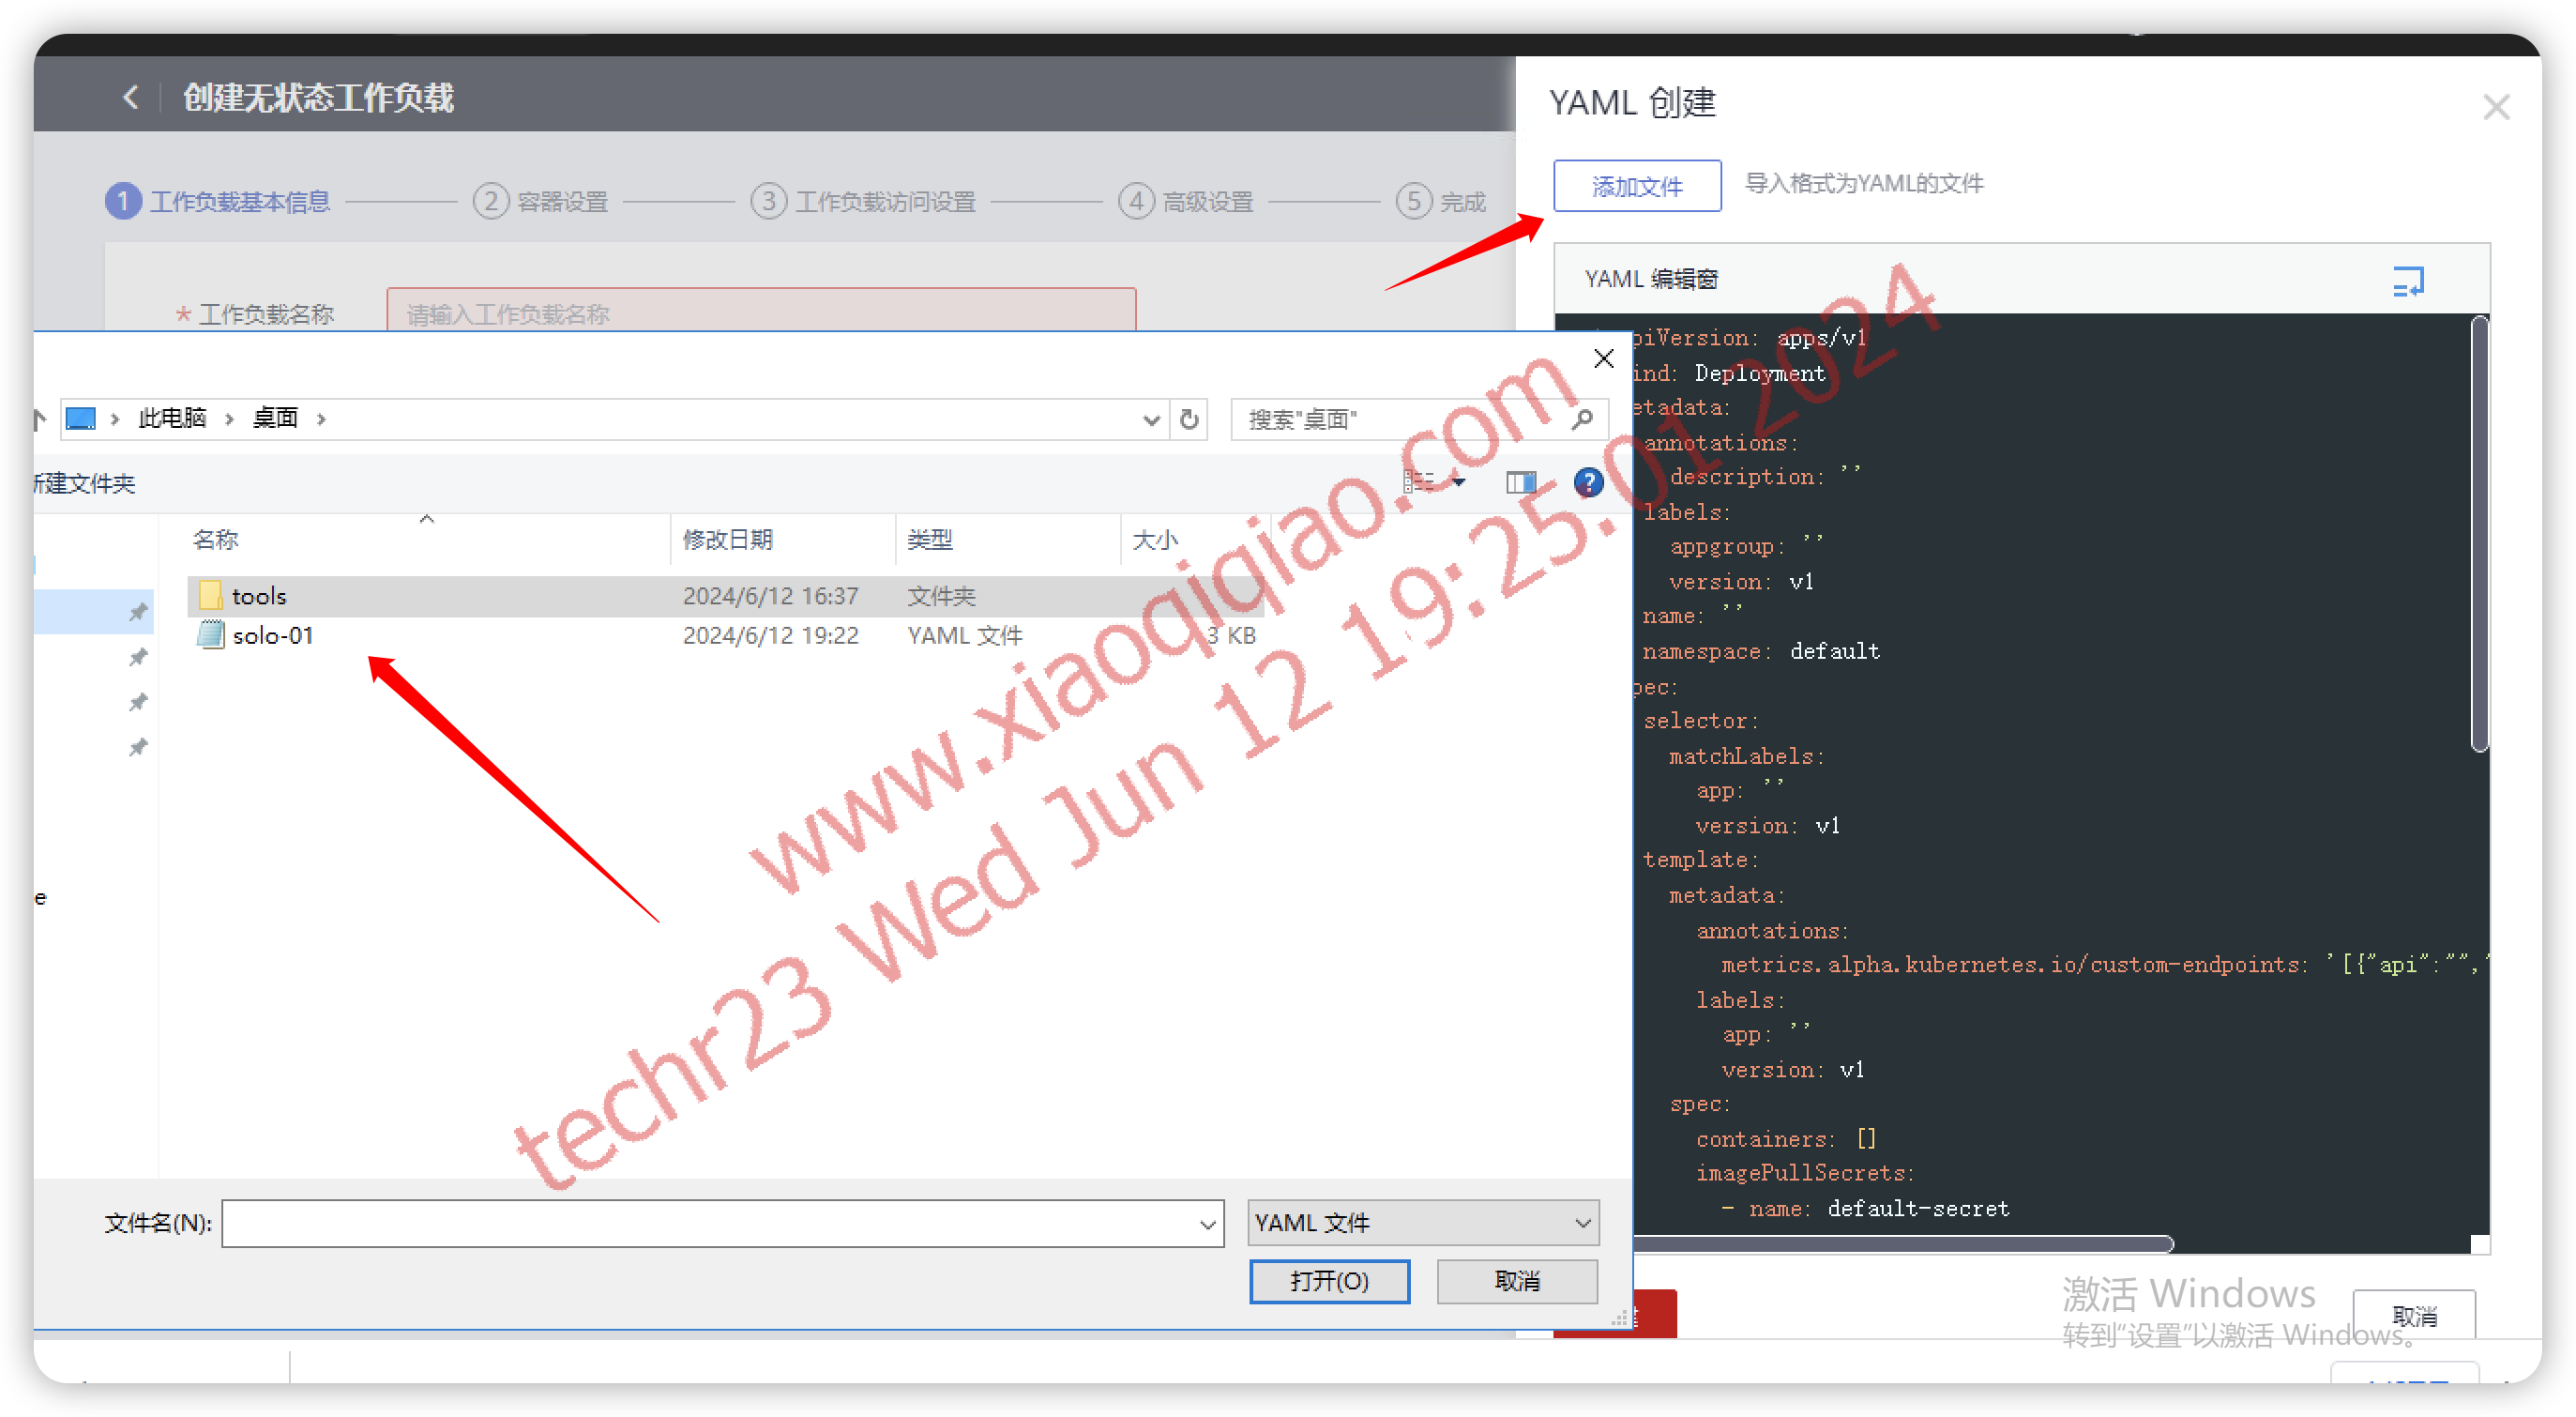 创建无状态工作负载
1 工作负载基本信息
2 容器设置
3 工作负载访问设置
4 高级设置
5 完成
* 工作负载名称
请输入工作负载名称
此电脑
桌面
搜索"桌面"
新建文件夹
名称
修改日期
类型
大小
tools
2024/6/12 16:37
文件夹
solo-01
2024/6/12 19:22
YAML 文件
3 KB
e
文件名(N):
YAML 文件
打开(O)
取消
YAML 创建
添加文件
导入格式为YAML的文件
YAML 编辑窗
piVersion: apps/v1
ind: Deployment
etadata:
annotations:
description: ''
labels:
appgroup: ''
version: v1
name: ''
namespace: default
pec:
selector:
matchLabels:
app: ''
version: v1
template:
metadata:
annotations:
metrics.alpha.kubernetes.io/custom-endpoints: '[{"api":"","
labels:
app: ''
version: v1
spec:
containers: []
imagePullSecrets:
- name: default-secret
取消
激活 Windows
转到“设置”以激活 Windows。
www.xiaoqiqiao.com
techr23 Wed Jun 12 19:25:01 2024